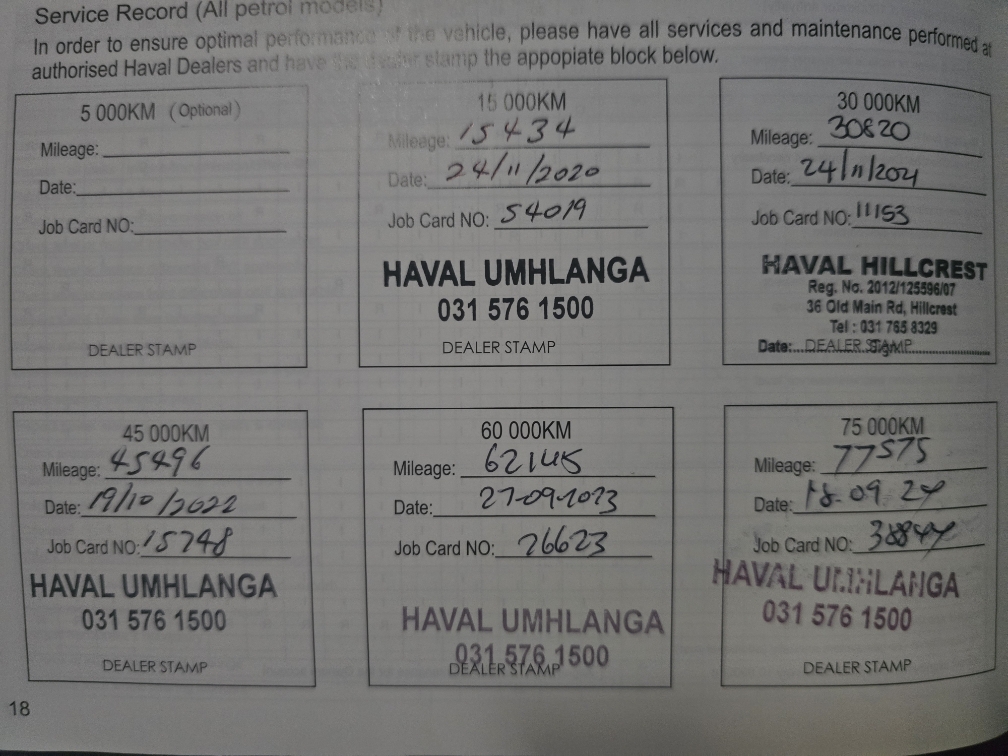 Service Record (All petrol models)
In order to ensure optimal performance of the vehicle, please have all services and maintenance performed at
authorised Haval Dealers and have the dealer stamp the appopiate block below.
5 000KM (Optional)
Mileage:
Date:
Job Card NO:
DEALER STAMP
15 000KM
Mileage: 15434
Date: 24/11/2020
Job Card NO: 54019
HAVAL UMHLANGA
031 576 1500
DEALER STAMP
30 000KM
Mileage: 30820
Date: 24/11/2021
Job Card NO: 11153
HAVAL HILLCREST
Reg. No. 2012/125596/07
36 Old Main Rd, Hillcrest
Tel : 031 765 8329
Date:
DEALER STAMP
45 000KM
Mileage: 45496
Date: 19/10/2022
Job Card NO: 15748
HAVAL UMHLANGA
031 576 1500
DEALER STAMP
60 000KM
Mileage: 62145
Date: 27-09-2023
Job Card NO: 26623
HAVAL UMHLANGA
031 576 1500
DEALER STAMP
75 000KM
Mileage: 77575
Date: 18.09.24
Job Card NO:
HAVAL UMHLANGA
031 576 1500
DEALER STAMP
18